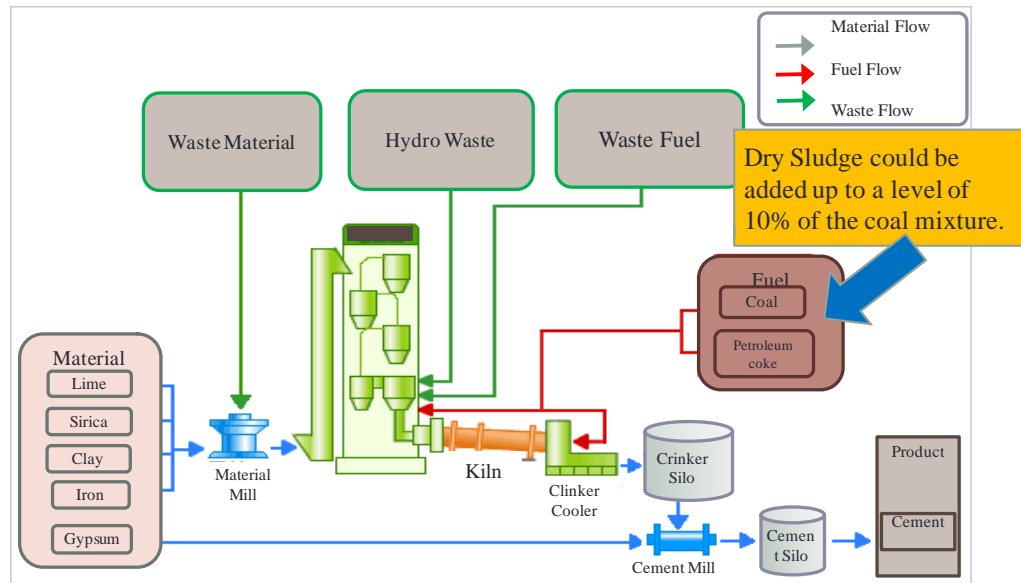 Material Flow
Fuel Flow
Waste Flow
Waste Material
Hydro Waste
Waste Fuel
Dry Sludge could be
added up to a level of
10% of the coal mixture.
Fuel
Coal
Petroleum
coke
Material
Lime
Sirica
Clay
Iron
Gypsum
Material
Mill
Kiln
Clinker
Cooler
Crinker
Silo
Cement Mill
Cemen
t Silo
Product
Cement